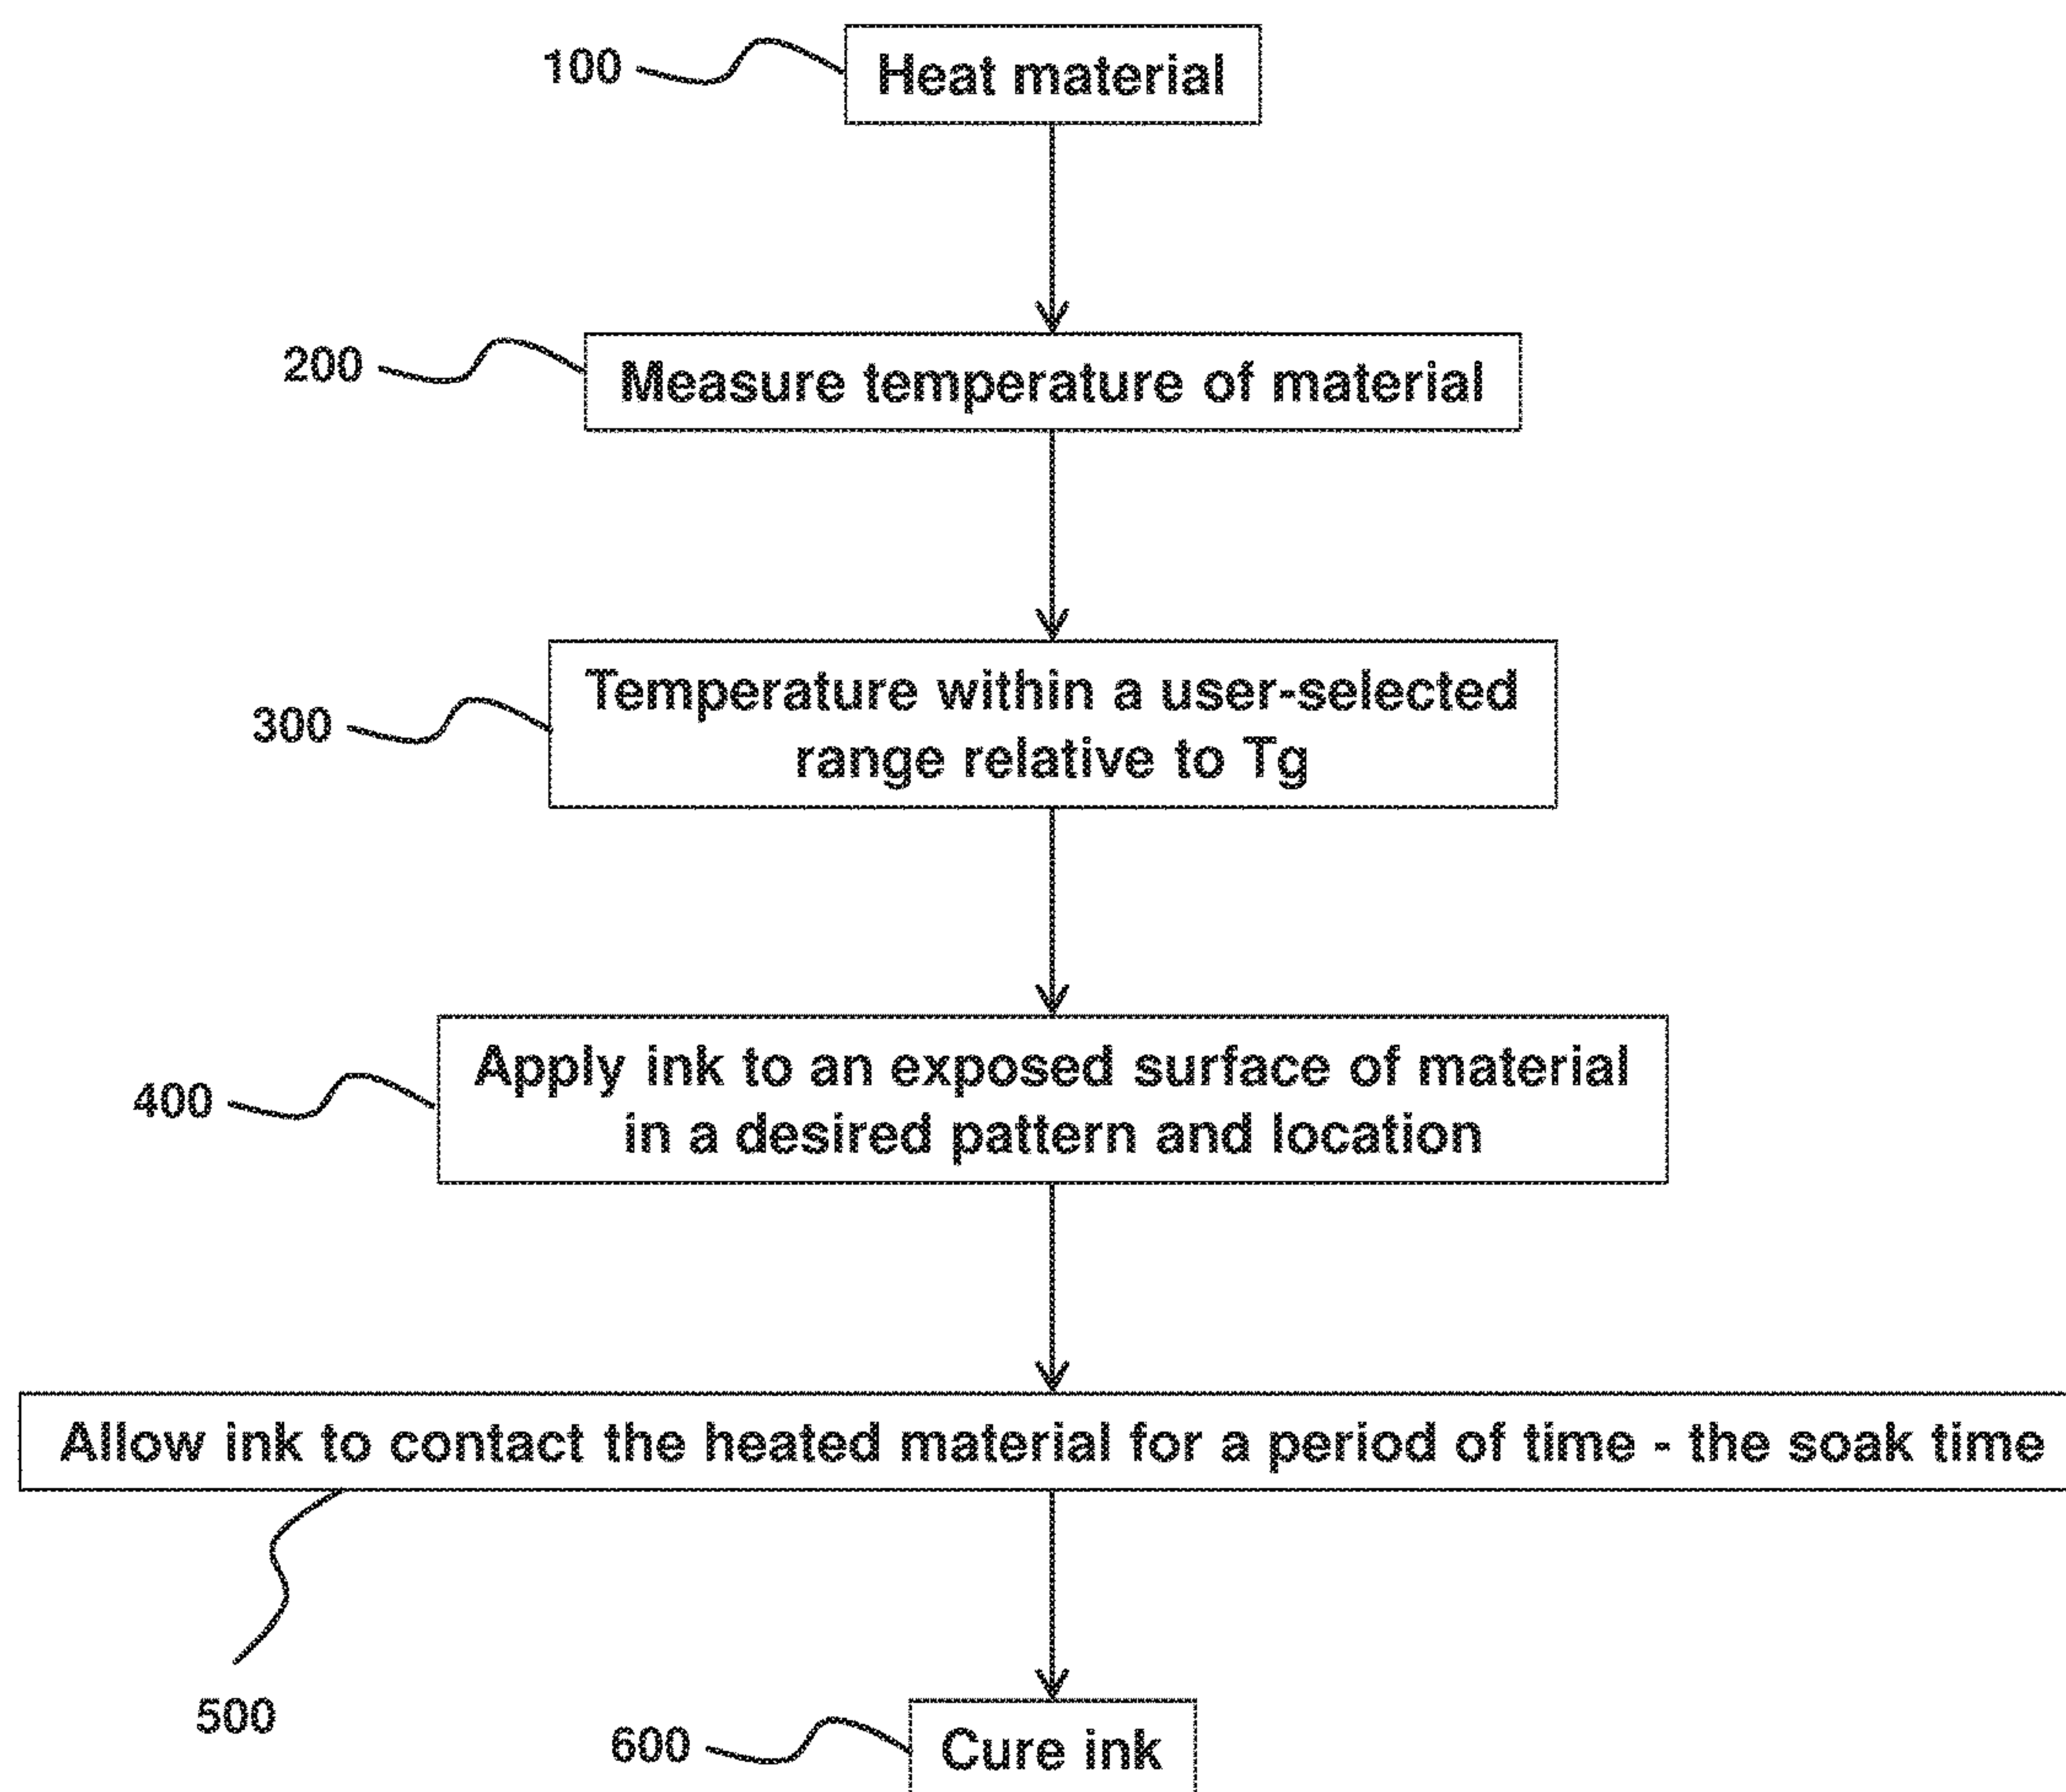 100
Heat material
200
Measure temperature of material
300
Temperature within a user-selected
range relative to Tg
400
Apply ink to an exposed surface of material
in a desired pattern and location
Allow ink to contact the heated material for a period of time - the soak time
500
600
Cure ink